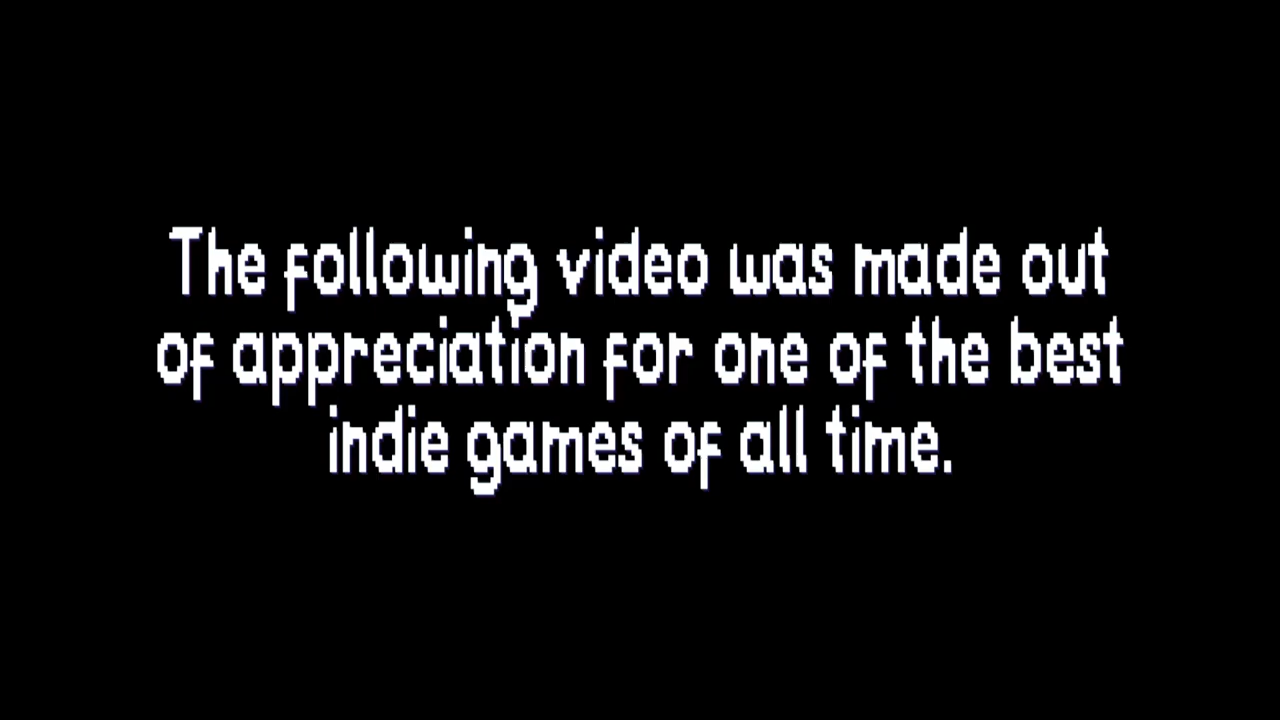 The following video was made out
of appreciation for one of the best
indie games of all time.